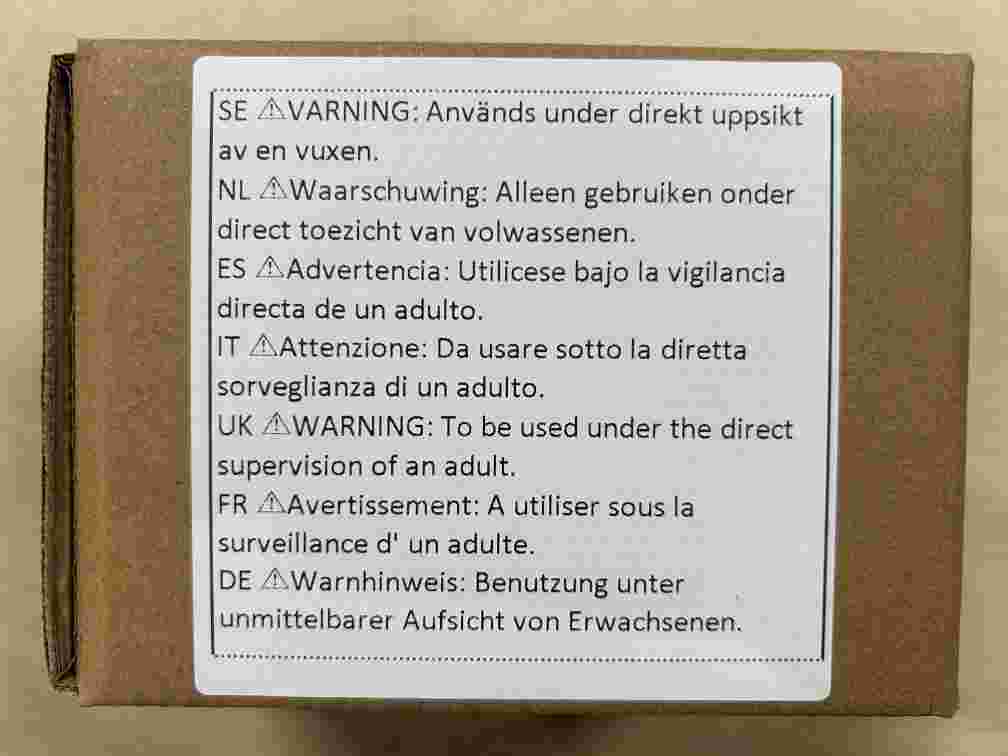 SE ⚠VARNING: Används under direkt uppsikt
av en vuxen.
NL ⚠Waarschuwing: Alleen gebruiken onder
direct toezicht van volwassenen.
ES ⚠Advertencia: Utilicese bajo la vigilancia
directa de un adulto.
IT ⚠Attenzione: Da usare sotto la diretta
sorveglianza di un adulto.
UK ⚠WARNING: To be used under the direct
supervision of an adult.
FR ⚠Avertissement: A utiliser sous la
surveillance d' un adulte.
DE ⚠Warnhinweis: Benutzung unter
unmittelbarer Aufsicht von Erwachsenen.